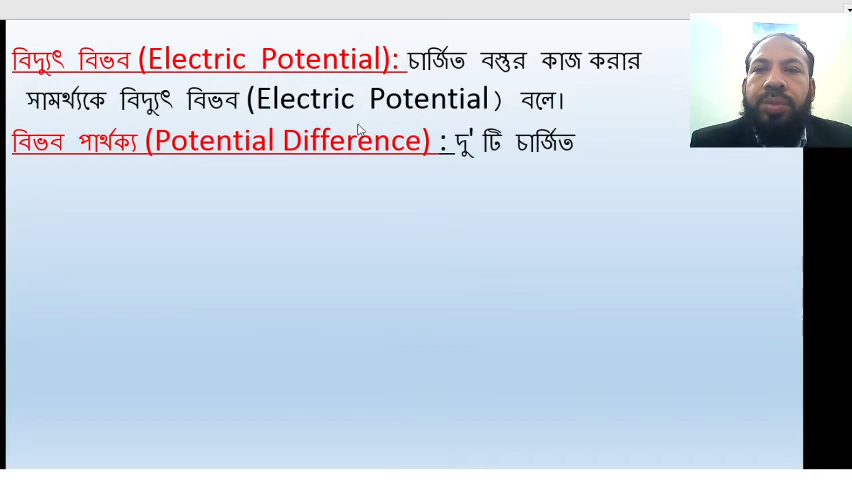 বিদ্যুৎ বিভব (Electric Potential): চার্জিত বস্তুর কাজ করার
সামর্থ্যকে বিদ্যুৎ বিভব (Electric Potential) বলে।
বিভব পার্থক্য (Potential Difference) : দু' টি চার্জিত